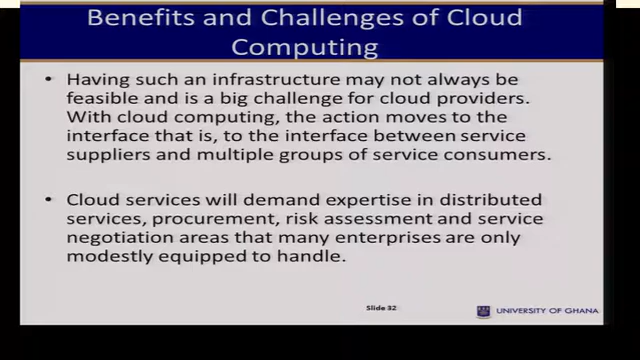 Benefits and Challenges of Cloud
Computing
• Having such an infrastructure may not always be
feasible and is a big challenge for cloud providers.
With cloud computing, the action moves to the
interface that is, to the interface between service
suppliers and multiple groups of service consumers.
• Cloud services will demand expertise in distributed
services, procurement, risk assessment and service
negotiation areas that many enterprises are only
modestly equipped to handle.
Slide 32
UNIVERSITY OF GHANA